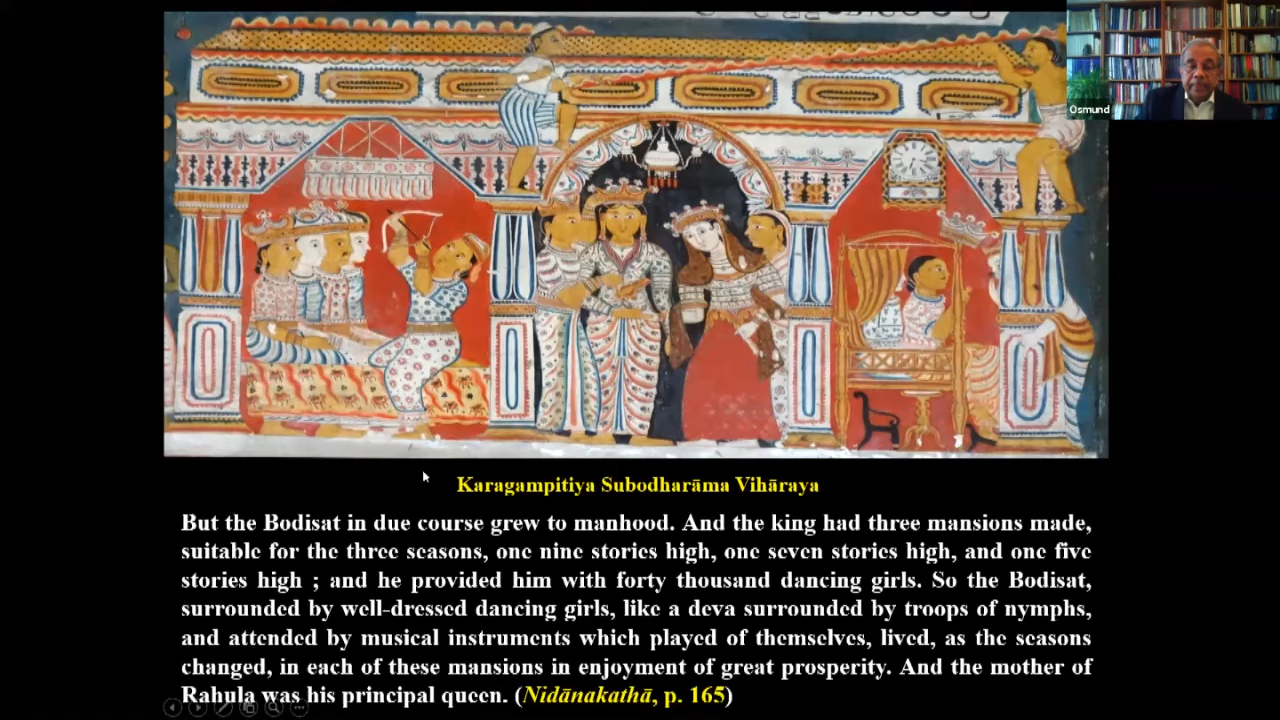 Osmund
Karagampitiya Subodharāma Vihāraya
But the Bodisat in due course grew to manhood. And the king had three mansions made,
suitable for the three seasons, one nine stories high, one seven stories high, and one five
stories high ; and he provided him with forty thousand dancing girls. So the Bodisat,
surrounded by well-dressed dancing girls, like a deva surrounded by troops of nymphs,
and attended by musical instruments which played of themselves, lived, as the seasons
changed, in each of these mansions in enjoyment of great prosperity. And the mother of
Rahula was his principal queen. (Nidānakathā, p. 165)